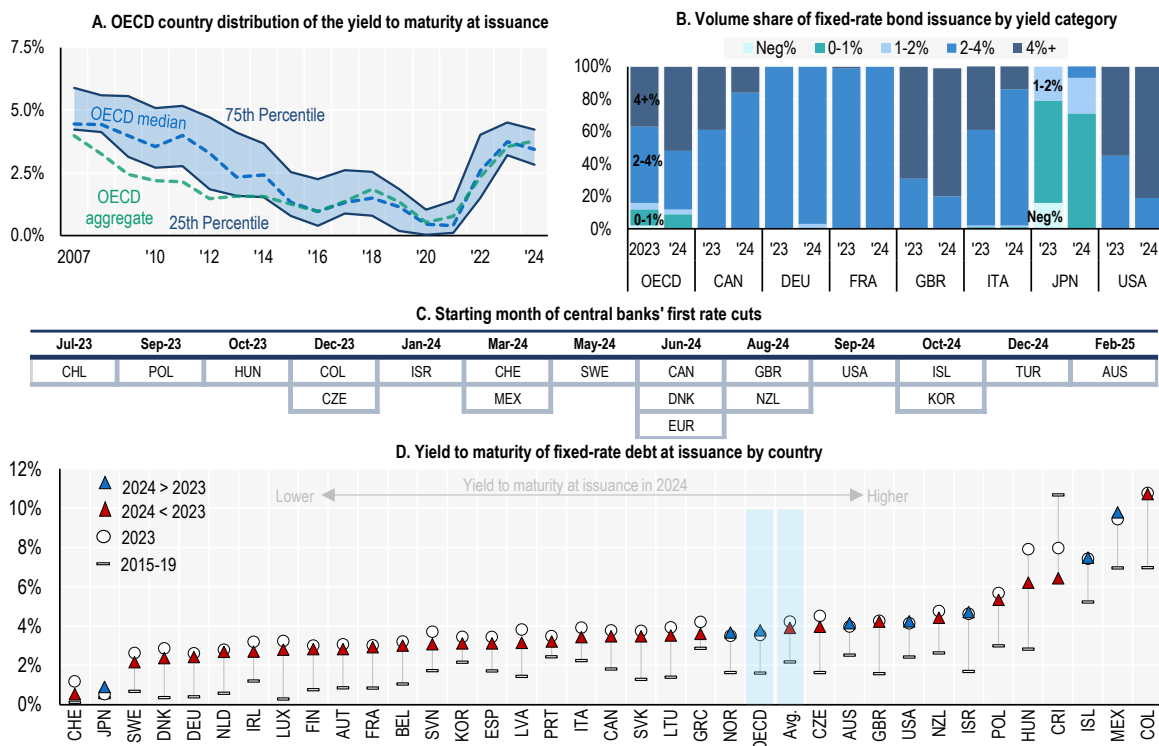 A. OECD country distribution of the yield to maturity at issuance
7.5%
5.0%
2.5%
0.0%
OECD median
75th Percentile
OECD
aggregate
25th Percentile
2007 '10 '12 '14 '16 '18 '20 '22 '24
B. Volume share of fixed-rate bond issuance by yield category
Neg% 0-1% 1-2% 2-4% 4%+
100%
80%
60%
40%
20%
0%
4+%
2-4%
0-1%
1-2%
Neg%
2023 '24 '23 '24 '23 '24 '23 '24 '23 '24 '23 '24 '23 '24 '23 '24
OECD CAN DEU FRA GBR ITA JPN USA
C. Starting month of central banks' first rate cuts
Jul-23 Sep-23 Oct-23 Dec-23 Jan-24 Mar-24 May-24 Jun-24 Aug-24 Sep-24 Oct-24 Dec-24 Feb-25
CHL POL HUN COL ISR CHE SWE CAN GBR USA ISL TUR AUS
CZE MEX DNK NZL KOR
EUR
D. Yield to maturity of fixed-rate debt at issuance by country
12%
10%
8%
6%
4%
2%
0%
2024 > 2023
2024 < 2023
2023
2015-19
Lower Yield to maturity at issuance in 2024 Higher
CHE JPN SWE DNK DEU NLD IRL LUX FIN AUT FRA BEL SVN KOR ESP LVA PRT ITA CAN SVK LTU GRC NOR OECD Avg. CZE AUS GBR USA NZL ISR POL HUN CRI ISL MEX COL